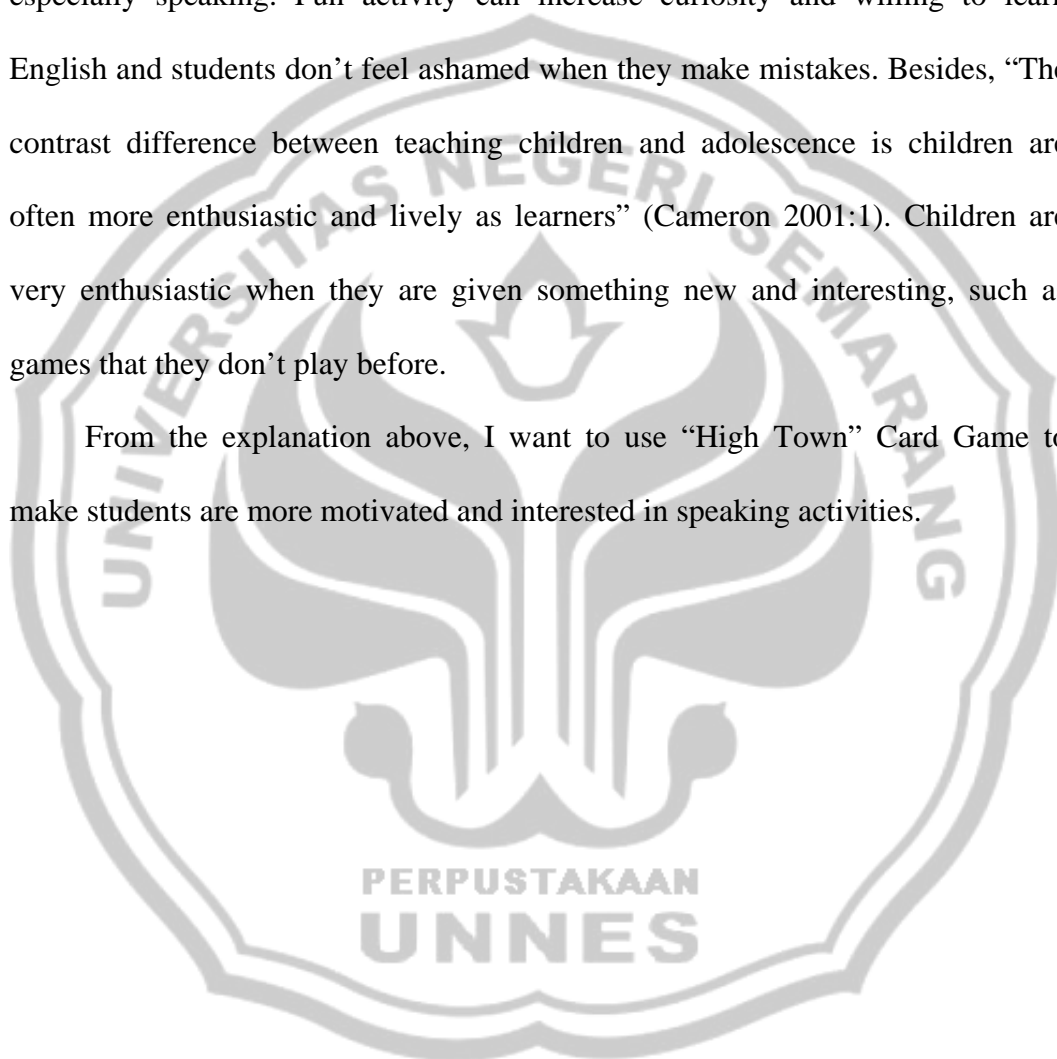 especially speaking. Fun activity can increase curiosity and willing to learn
English and students don’t feel ashamed when they make mistakes. Besides, “The
contrast difference between teaching children and adolescence is children are
often more enthusiastic and lively as learners” (Cameron 2001:1). Children are
very enthusiastic when they are given something new and interesting, such as
games that they don’t play before.
From the explanation above, I want to use “High Town” Card Game to
make students are more motivated and interested in speaking activities.
UNIVERSITAS NEGERI SEMARANG
PERPUSTAKAAN
UNNES